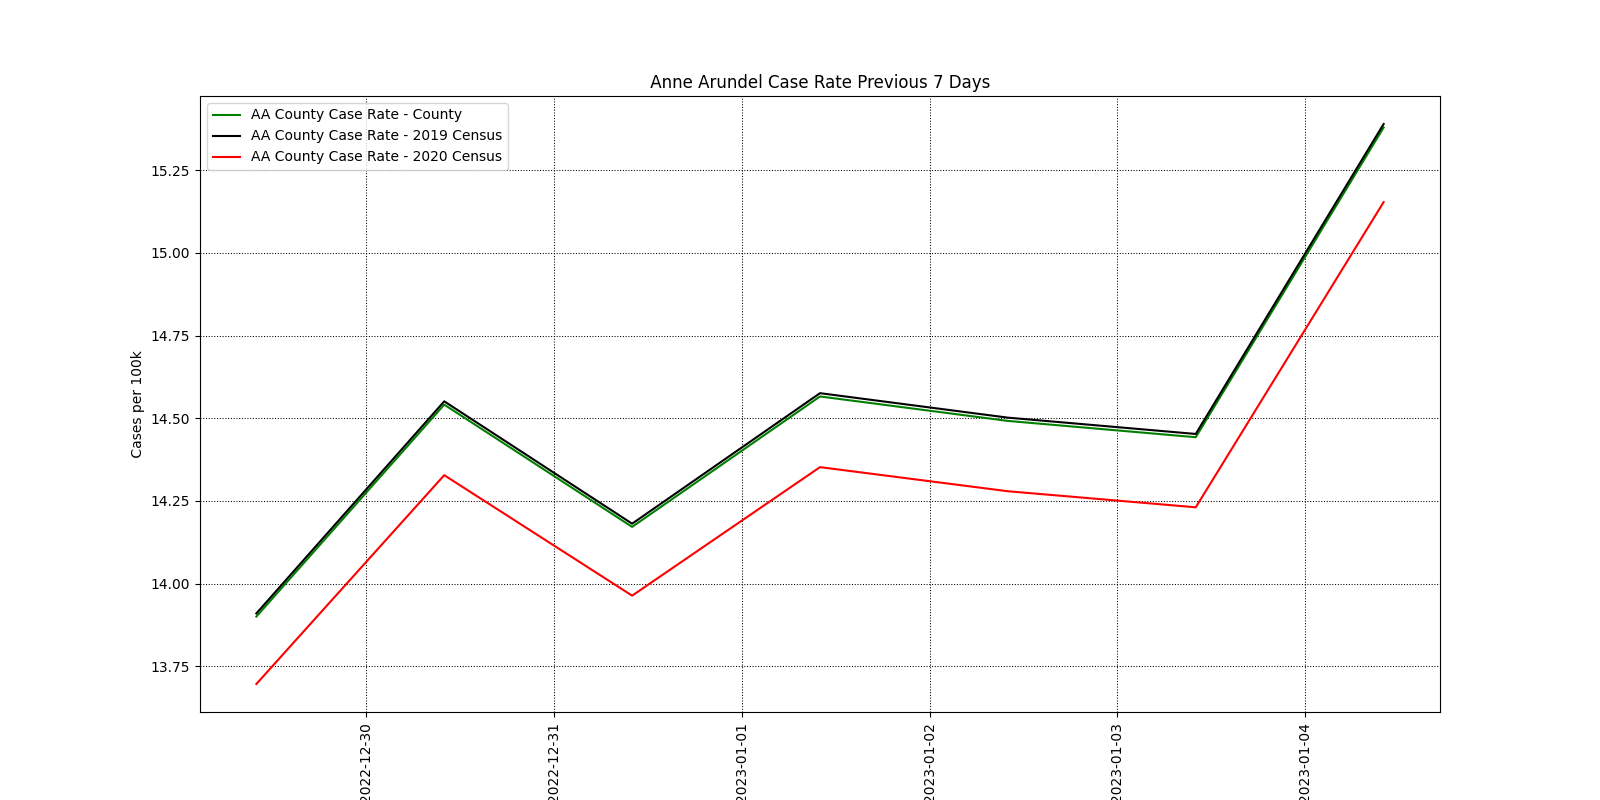 Anne Arundel Case Rate Previous 7 Days
AA County Case Rate - County
AA County Case Rate - 2019 Census
AA County Case Rate - 2020 Census
Cases per 100k
15.25
15.00
14.75
14.50
14.25
14.00
13.75
2022-12-30
2022-12-31
2023-01-01
2023-01-02
2023-01-03
2023-01-04